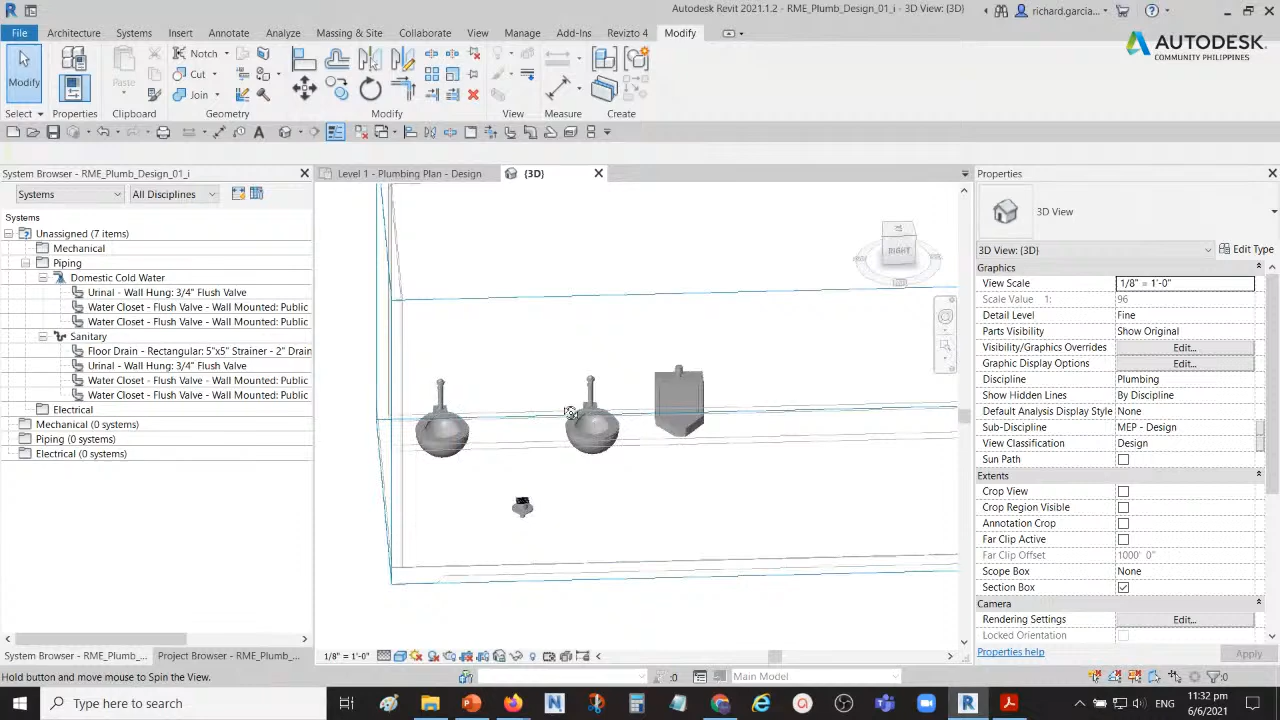 Autodesk Revit 2021.1.2 - RME_Plumb_Design_01_i - 3D View: {3D}
richard.garcia...
File Architecture Systems Insert Annotate Analyze Massing & Site Collaborate View Manage Add-Ins Revizto 4 Modify
AUTODESK.
COMMUNITY PHILIPPINES
Modify
Paste
Notch
Cut
Join
Select Properties Clipboard Geometry Modify View Measure Create
System Browser - RME_Plumb_Design_01_i
Level 1 - Plumbing Plan - Design
{3D}
Properties
Systems
All Disciplines
3D View
Systems
Unassigned (7 items)
Mechanical
Piping
Domestic Cold Water
Urinal - Wall Hung: 3/4" Flush Valve
Water Closet - Flush Valve - Wall Mounted: Public
Water Closet - Flush Valve - Wall Mounted: Public
Sanitary
Floor Drain - Rectangular: 5"x5" Strainer - 2" Drain
Urinal - Wall Hung: 3/4" Flush Valve
Water Closet - Flush Valve - Wall Mounted: Public
Water Closet - Flush Valve - Wall Mounted: Public
Electrical
Mechanical (0 systems)
Piping (0 systems)
Electrical (0 systems)
RIGHT
3D View: {3D}
Edit Type
Graphics
View Scale 1/8" = 1'-0"
Scale Value 1: 96
Detail Level Fine
Parts Visibility Show Original
Visibility/Graphics Overrides Edit...
Graphic Display Options Edit...
Discipline Plumbing
Show Hidden Lines By Discipline
Default Analysis Display Style None
Sub-Discipline MEP - Design
View Classification Design
Sun Path
Extents
Crop View
Crop Region Visible
Annotation Crop
Far Clip Active
Far Clip Offset 1000' 0"
Scope Box None
Section Box
Camera
Rendering Settings Edit...
Locked Orientation
Properties help
Apply
System Browser - RME_Plumb_...
Project Browser - RME_Plumb_...
1/8" = 1'-0"
Hold button and move mouse to Spin the View.
:0
Main Model
:0
Type here to search
ENG
11:32 pm
6/6/2021